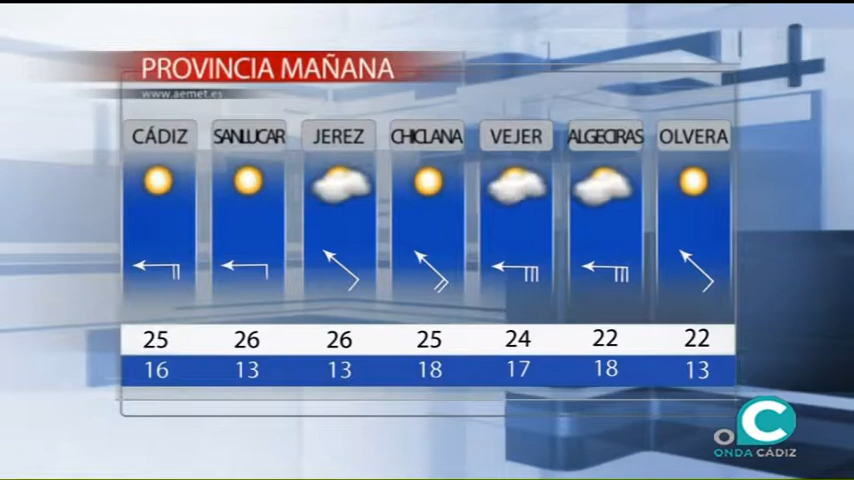 PROVINCIA MAÑANA
www.aemet.es
CÁDIZ SANLUCAR JEREZ CHICLANA VEJER ALGECIRAS OLVERA
25 26 26 25 24 22 22
16 13 13 18 17 18 13
OC
ONDA CÁDIZ